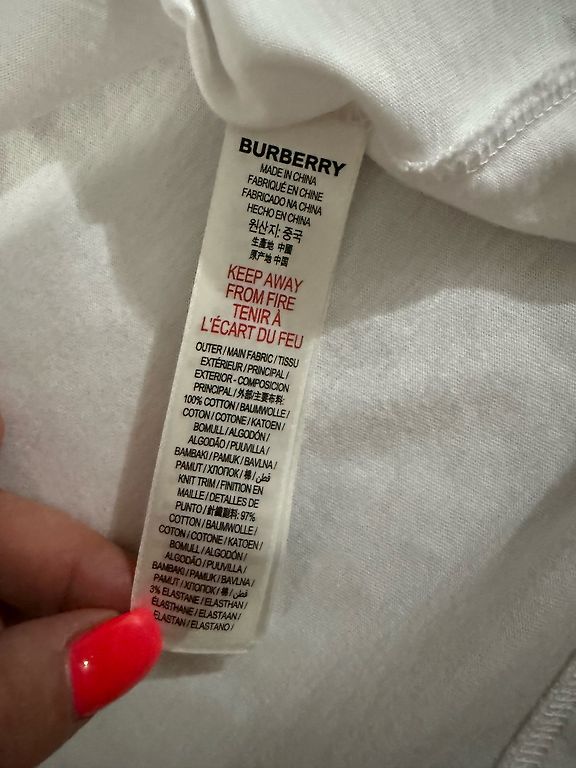 BURBERRY
MADE IN CHINA
FABRIQUÉ EN CHINE
FABRICADO NA CHINA
HECHO EN CHINA
원산지: 중국
生產地 中國
原产地 中国
KEEP AWAY
FROM FIRE
TENIR À
L'ÉCART DU FEU
OUTER / MAIN FABRIC / TISSU
EXTÉRIEUR / PRINCIPAL /
EXTERIOR - COMPOSICION
PRINCIPAL / 外部/主要布料:
100% COTTON / BAUMWOLLE /
COTON / COTONE / KATOEN /
BOMULL / ALGODÓN /
ALGODÃO / PUUVILLA /
BAMBAKI / PAMUK / BAVLNA /
PAMUT / ХЛОПОК / 棉 / قطن /
KNIT TRIM / FINITION EN
MAILLE / DETALLES DE
PUNTO / 針織副料: 97%
COTTON / BAUMWOLLE /
COTON / COTONE / KATOEN /
BOMULL / ALGODÓN /
ALGODÃO / PUUVILLA /
BAMBAKI / PAMUK / BAVLNA /
PAMUT / ХЛОПОК / 棉 / قطن /
3% ELASTANE / ELASTHAN /
ÉLASTHANE / ELASTAAN /
ELASTAN / ELASTANO /